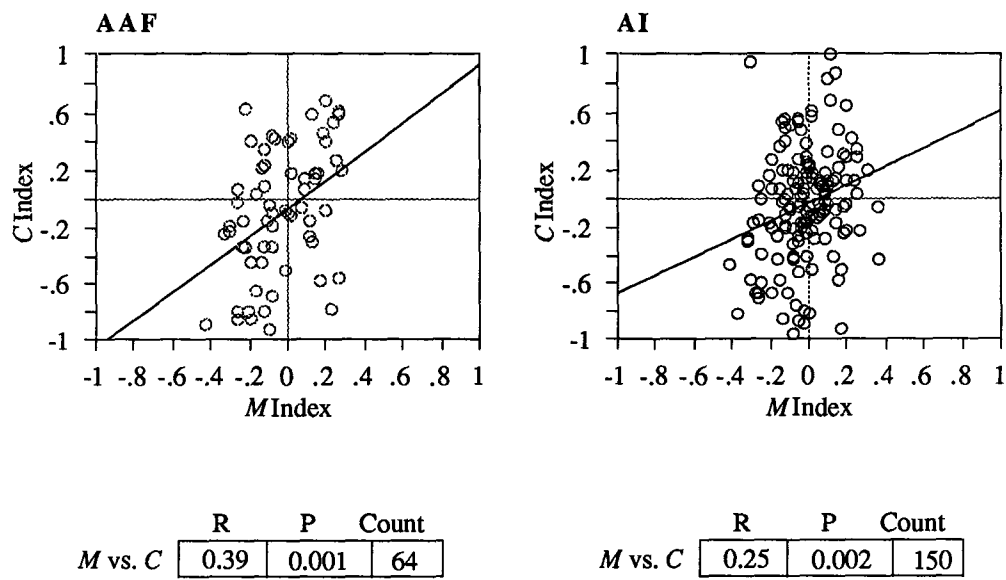 AAF
1
.6
.2
-.2
-.6
-1
C Index
-1 -.8 -.6 -.4 -.2 0 .2 .4 .6 .8 1
M Index
AI
1
.6
.2
-.2
-.6
-1
C Index
-1 -.8 -.6 -.4 -.2 0 .2 .4 .6 .8 1
M Index
R P Count
M vs. C 0.39 0.001 64
R P Count
M vs. C 0.25 0.002 150